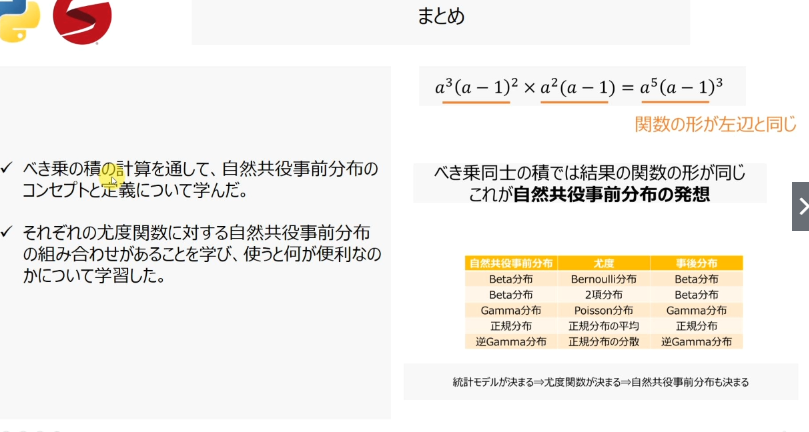 まとめ
✓ べき乗の積の計算を通して、自然共役事前分布の
コンセプトと定義について学んだ。
✓ それぞれの尤度関数に対する自然共役事前分布
の組み合わせがあることを学び、使うと何が便利なの
かについて学習した。
a³(a − 1)² × a²(a − 1) = a⁵(a − 1)³
関数の形が左辺と同じ
べき乗同士の積では結果の関数の形が同じ
これが自然共役事前分布の発想
自然共役事前分布 尤度 事後分布
Beta分布 Bernoulli分布 Beta分布
Beta分布 2項分布 Beta分布
Gamma分布 Poisson分布 Gamma分布
正規分布 正規分布の平均 正規分布
逆Gamma分布 正規分布の分散 逆Gamma分布
統計モデルが決まる⇒尤度関数が決まる⇒自然共役事前分布も決まる